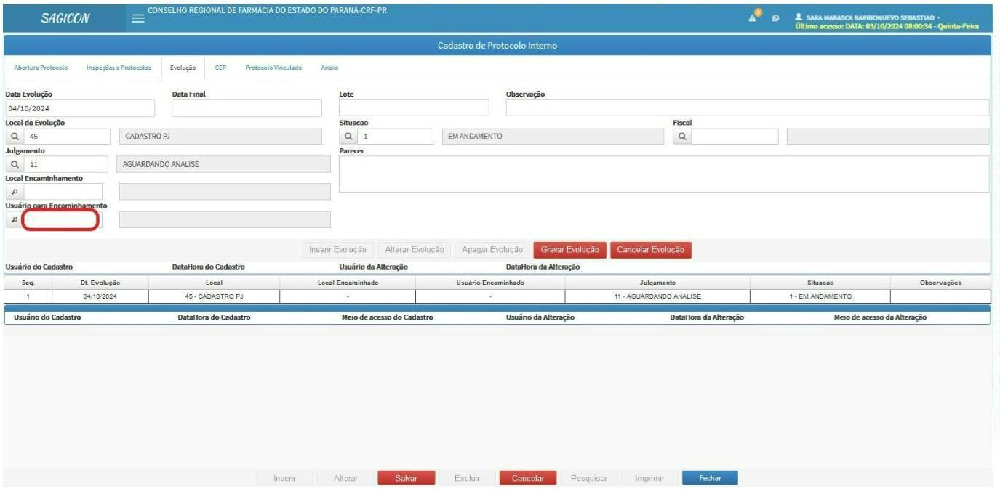 SAGICON
CONSELHO REGIONAL DE FARMÁCIA DO ESTADO DO PARANÁ-CRF-PR
0
SARA MARASCA BARRIONUEVO SEBASTIAO
Último acesso: DATA: 03/10/2024 08:00:34 - Quinta-Feira
Cadastro de Protocolo Interno
Abertura Protocolo Inspeções e Protocolos Evolução CEP Protocolo Vinculado Anexo
Data Evolução Data Final Lote Observação
04/10/2024
Local da Evolução Situacao Fiscal
45 CADASTRO PJ 1 EM ANDAMENTO
Julgamento Parecer
11 AGUARDANDO ANALISE
Local Encaminhamento
Usuário para Encaminhamento
Inserir Evolução Alterar Evolução Apagar Evolução Gravar Evolução Cancelar Evolução
Usuário do Cadastro DataHora do Cadastro Usuário da Alteração DataHora da Alteração
Seq. Dt. Evolução Local Local Encaminhado Usuário Encaminhado Julgamento Situacao Observações
1 04/10/2024 45 - CADASTRO PJ - - 11 - AGUARDANDO ANALISE 1 - EM ANDAMENTO
Usuário do Cadastro DataHora do Cadastro Meio de acesso do Cadastro Usuário da Alteração DataHora da Alteração Meio de acesso da Alteração
Inserir Alterar Salvar Excluir Cancelar Pesquisar Imprimir Fechar